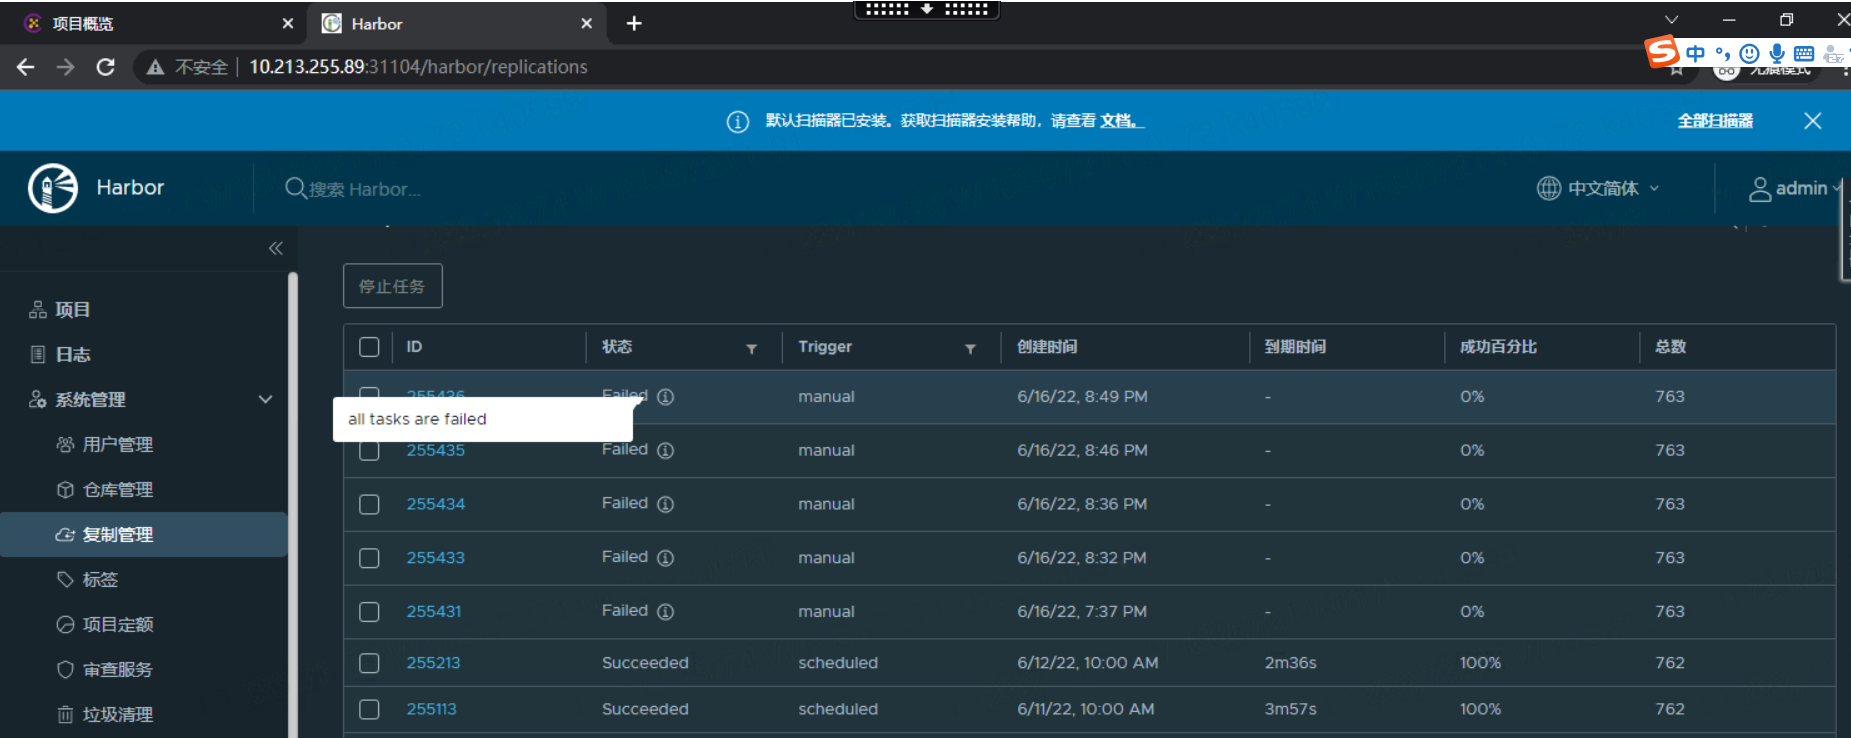 项目概览
Harbor
中
不安全 10.213.255.89:31104/harbor/replications
无痕模式
默认扫描器已安装。获取扫描器安装帮助，请查看 文档。
全部扫描器
Harbor
搜索 Harbor...
中文简体
admin
项目
日志
系统管理
用户管理
仓库管理
复制管理
标签
项目定额
审查服务
垃圾清理
停止任务
ID 状态 Trigger 创建时间 到期时间 成功百分比 总数
255436 Failed manual 6/16/22, 8:49 PM - 0% 763
all tasks are failed
255435 Failed manual 6/16/22, 8:46 PM - 0% 763
255434 Failed manual 6/16/22, 8:36 PM - 0% 763
255433 Failed manual 6/16/22, 8:32 PM - 0% 763
255431 Failed manual 6/16/22, 7:37 PM - 0% 763
255213 Succeeded scheduled 6/12/22, 10:00 AM 2m36s 100% 762
255113 Succeeded scheduled 6/11/22, 10:00 AM 3m57s 100% 762